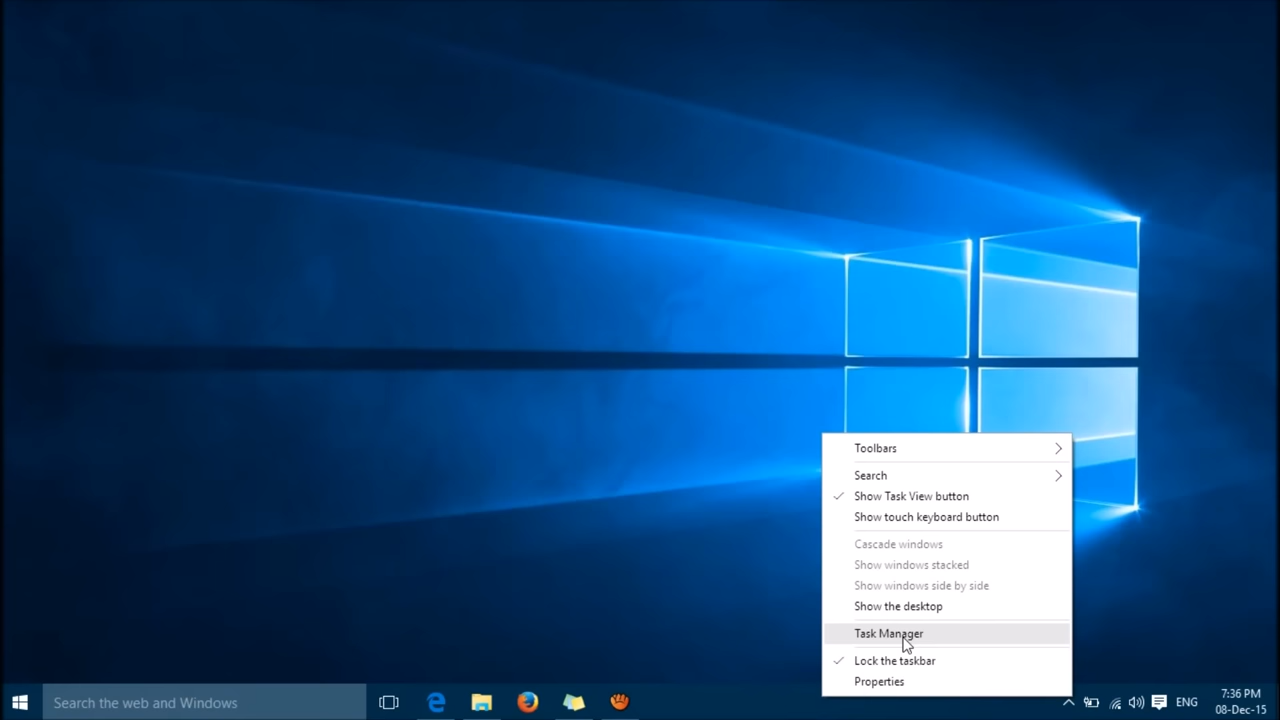 Toolbars
Search
Show Task View button
Show touch keyboard button
Cascade windows
Show windows stacked
Show windows side by side
Show the desktop
Task Manager
Lock the taskbar
Properties
Search the web and Windows
ENG
7:36 PM
08-Dec-15